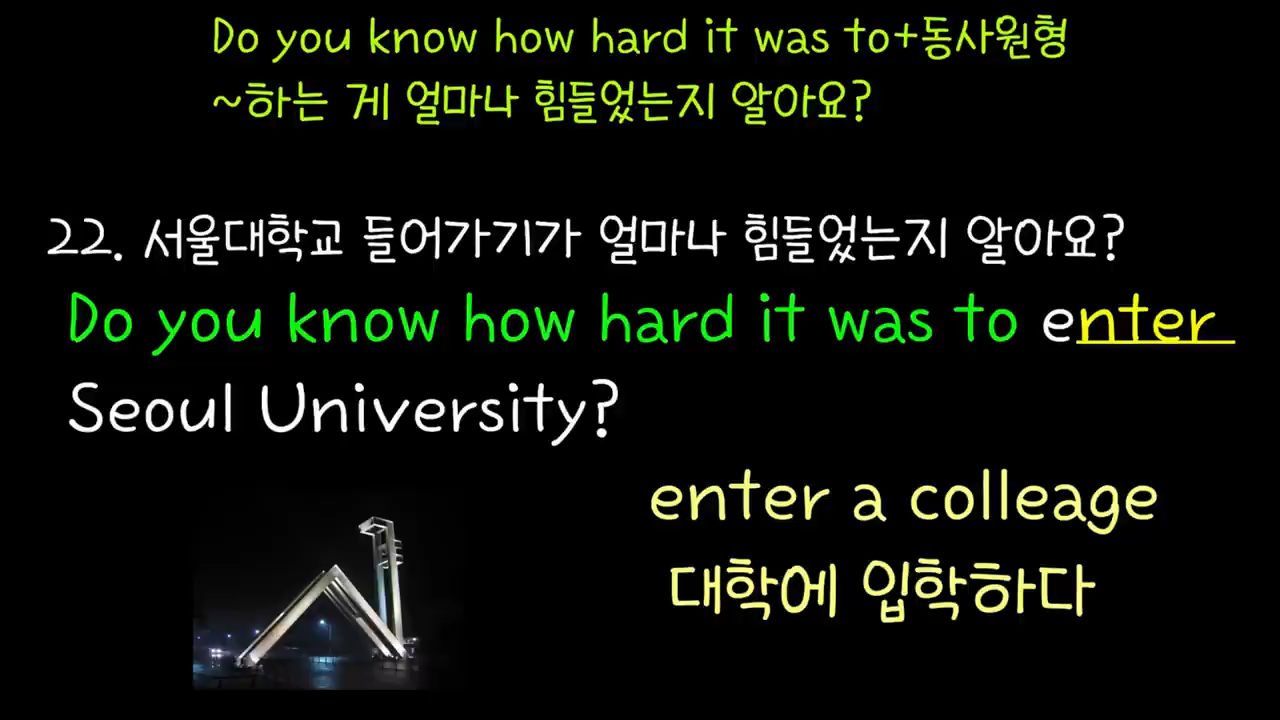 Do you know how hard it was to+동사원형
~하는 게 얼마나 힘들었는지 알아요?
22. 서울대학교 들어가기가 얼마나 힘들었는지 알아요?
Do you know how hard it was to enter
Seoul University?
enter a colleage
대학에 입학하다